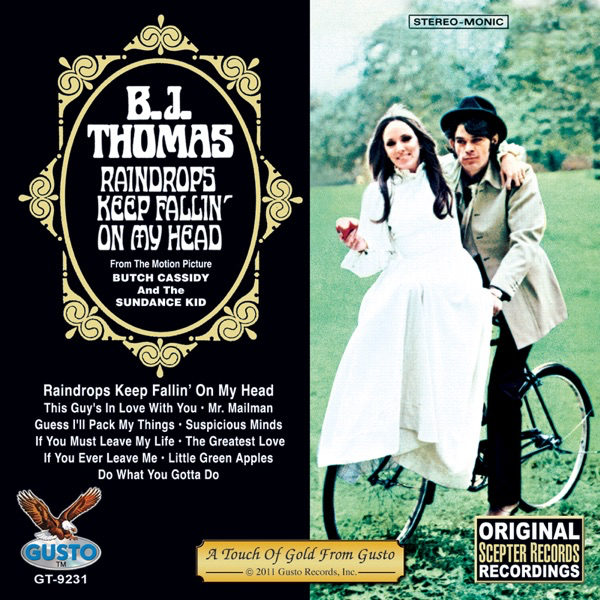 STEREO-MONIC
B.J.
THOMAS
RAINDROPS
KEEP FALLIN'
ON MY HEAD
From The Motion Picture
BUTCH CASSIDY
And The
SUNDANCE KID
Raindrops Keep Fallin' On My Head
This Guy's In Love With You • Mr. Mailman
Guess I'll Pack My Things • Suspicious Minds
If You Must Leave My Life • The Greatest Love
If You Ever Leave Me • Little Green Apples
Do What You Gotta Do
GUSTO
TM
GT-9231
A Touch Of Gold From Gusto
© 2011 Gusto Records, Inc.
ORIGINAL
SCEPTER RECORDS
RECORDINGS